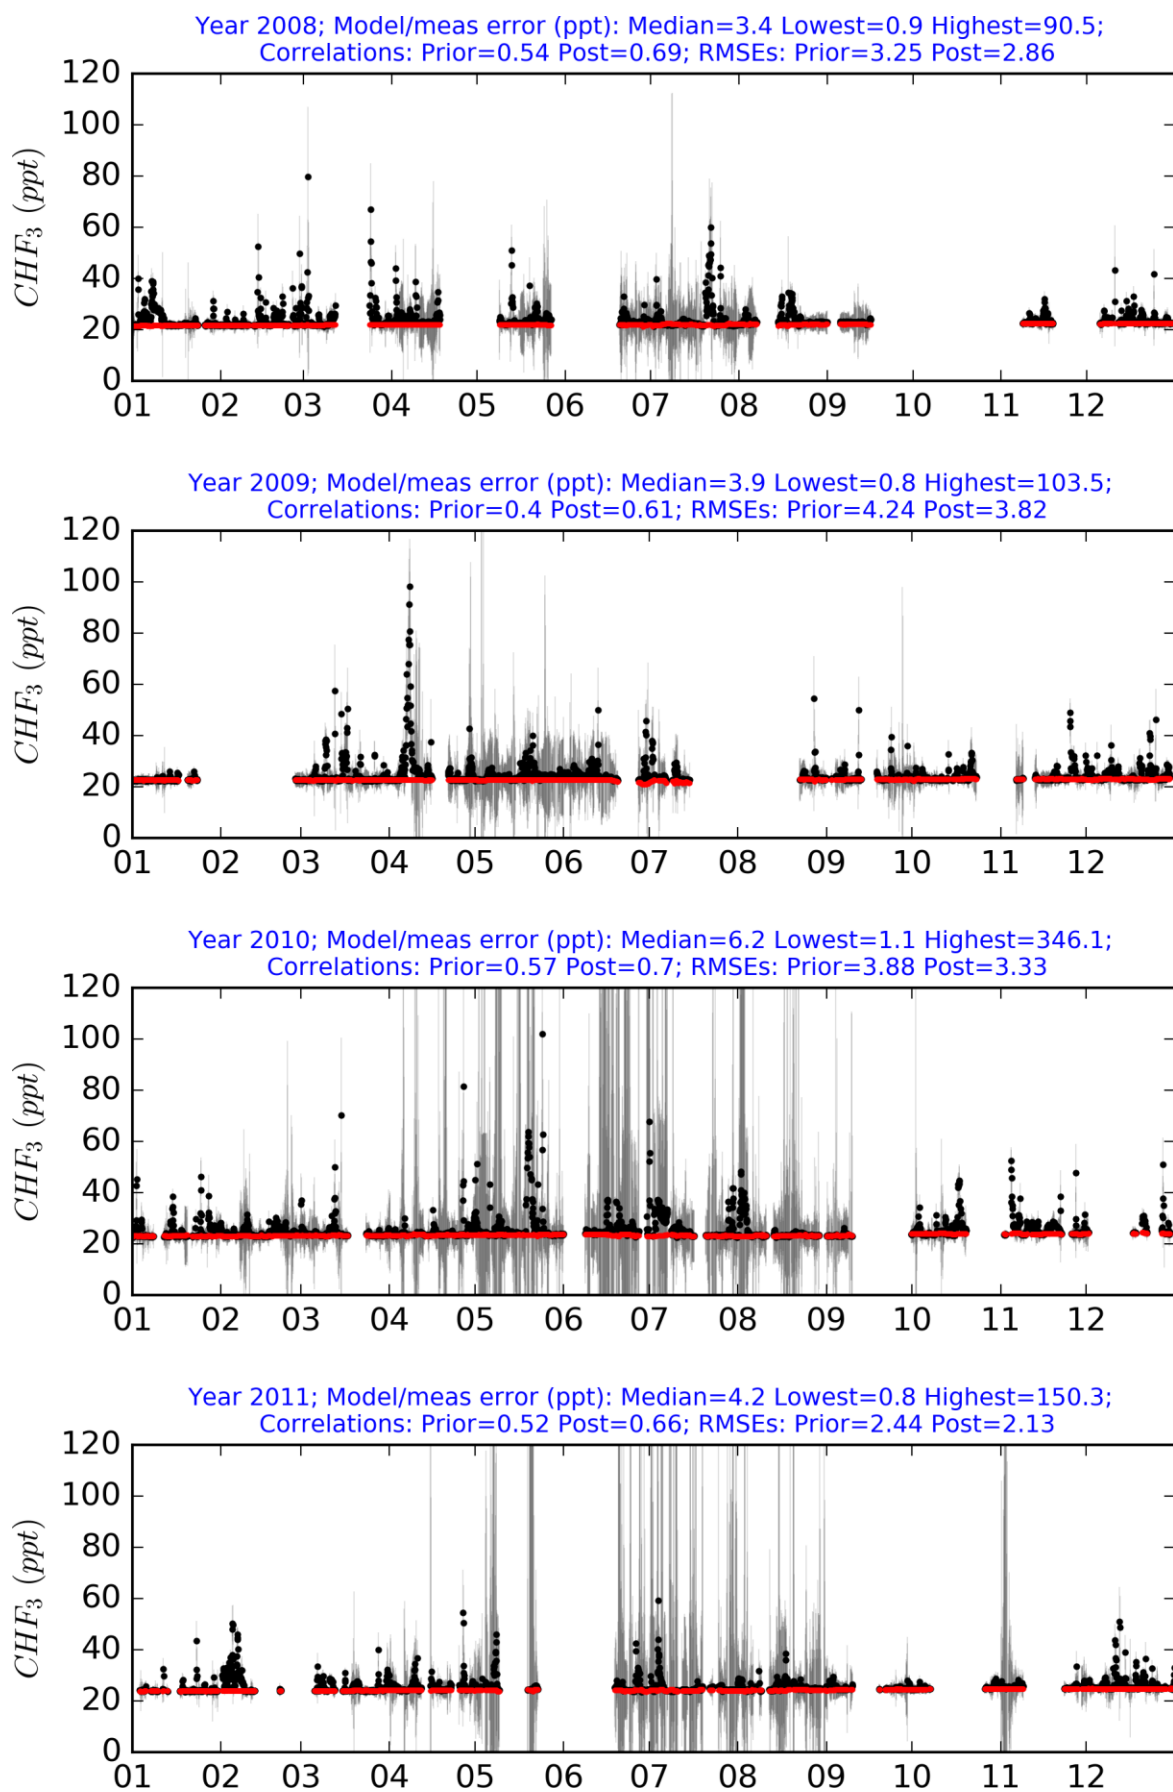 Year 2008; Model/meas error (ppt): Median=3.4 Lowest=0.9 Highest=90.5;
Correlations: Prior=0.54 Post=0.69; RMSEs: Prior=3.25 Post=2.86
120
100
80
60
40
20
0
CHF₃ (ppt)
01 02 03 04 05 06 07 08 09 10 11 12
Year 2009; Model/meas error (ppt): Median=3.9 Lowest=0.8 Highest=103.5;
Correlations: Prior=0.4 Post=0.61; RMSEs: Prior=4.24 Post=3.82
120
100
80
60
40
20
0
CHF₃ (ppt)
01 02 03 04 05 06 07 08 09 10 11 12
Year 2010; Model/meas error (ppt): Median=6.2 Lowest=1.1 Highest=346.1;
Correlations: Prior=0.57 Post=0.7; RMSEs: Prior=3.88 Post=3.33
120
100
80
60
40
20
0
CHF₃ (ppt)
01 02 03 04 05 06 07 08 09 10 11 12
Year 2011; Model/meas error (ppt): Median=4.2 Lowest=0.8 Highest=150.3;
Correlations: Prior=0.52 Post=0.66; RMSEs: Prior=2.44 Post=2.13
120
100
80
60
40
20
0
CHF₃ (ppt)
01 02 03 04 05 06 07 08 09 10 11 12